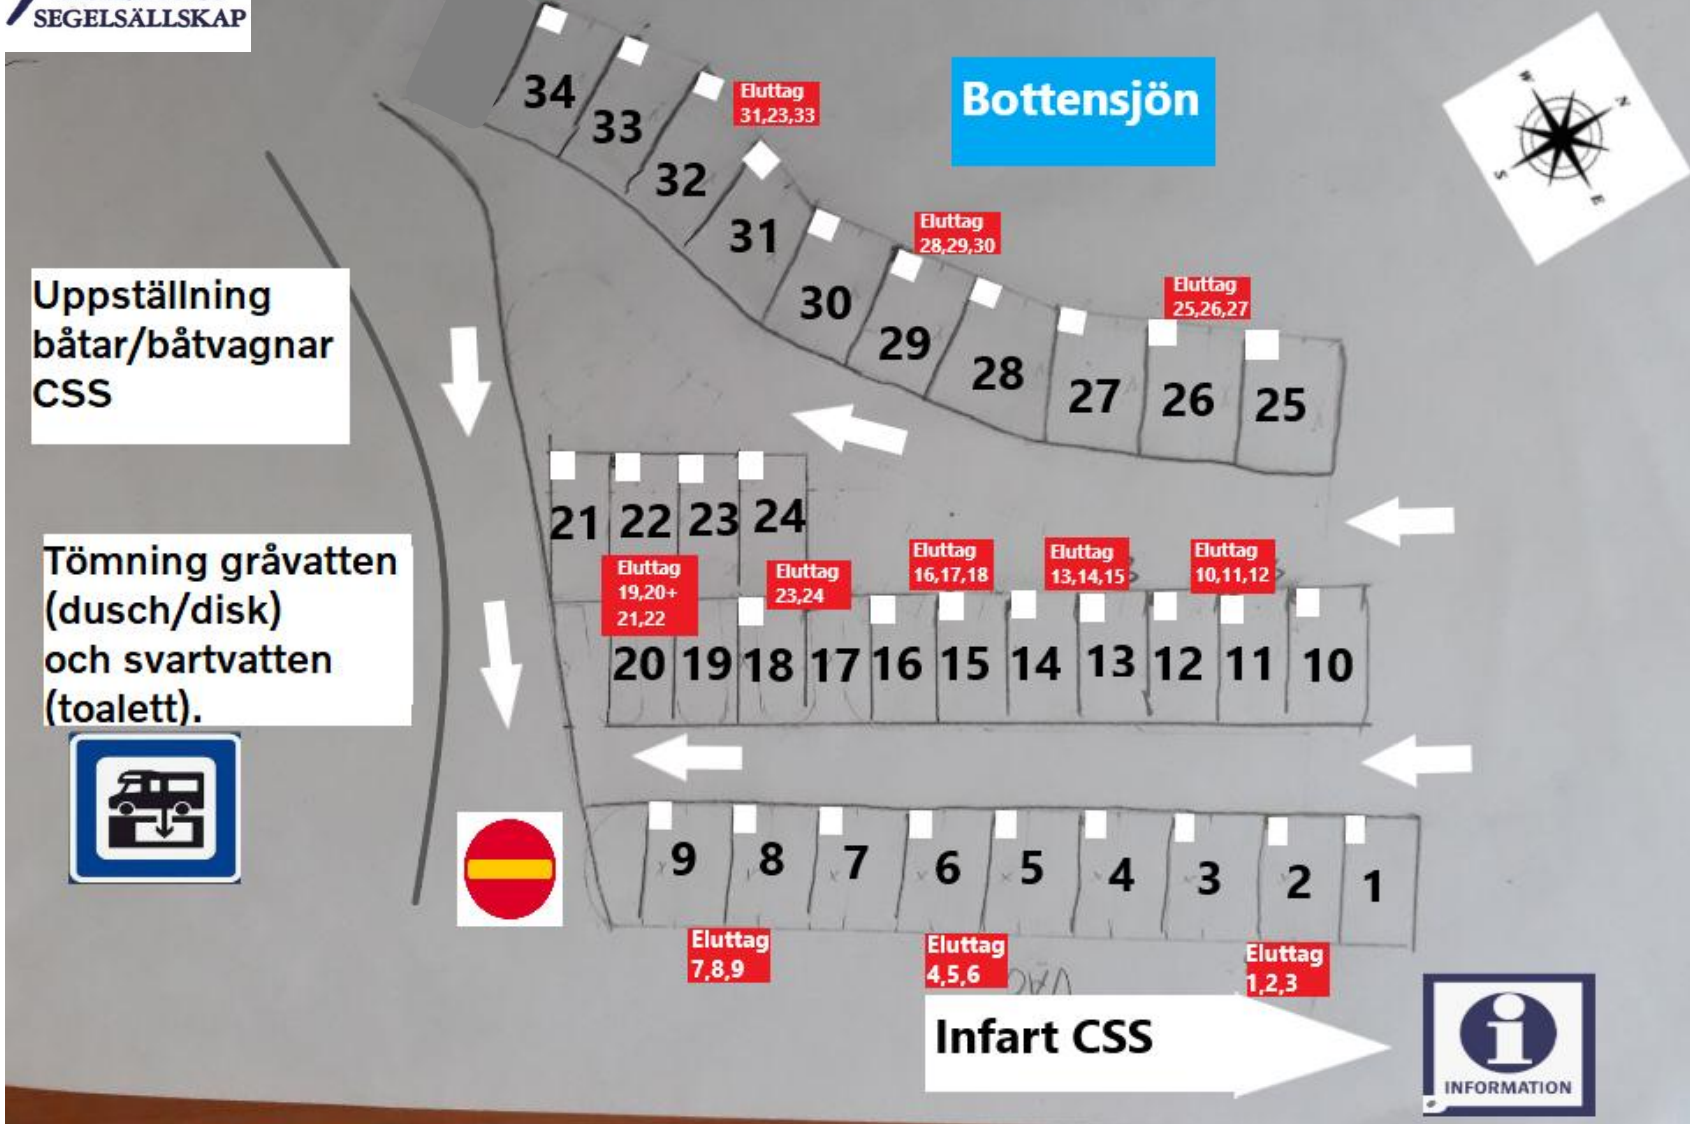 SEGELSÄLLSKAP
34
33
32
31
30
29
28
27
26
25
Eluttag
31,23,33
Bottensjön
W
N
S
E
Eluttag
28,29,30
Eluttag
25,26,27
Uppställning
båtar/båtvagnar
CSS
21 22 23 24
Tömning gråvatten
(dusch/disk)
och svartvatten
(toalett).
Eluttag
19,20+
21,22
Eluttag
23,24
Eluttag
16,17,18
Eluttag
13,14,15
Eluttag
10,11,12
20 19 18 17 16 15 14 13 12 11 10
9 8 7 6 5 4 3 2 1
Eluttag
7,8,9
Eluttag
4,5,6
Eluttag
1,2,3
VÄG
Infart CSS
i
INFORMATION